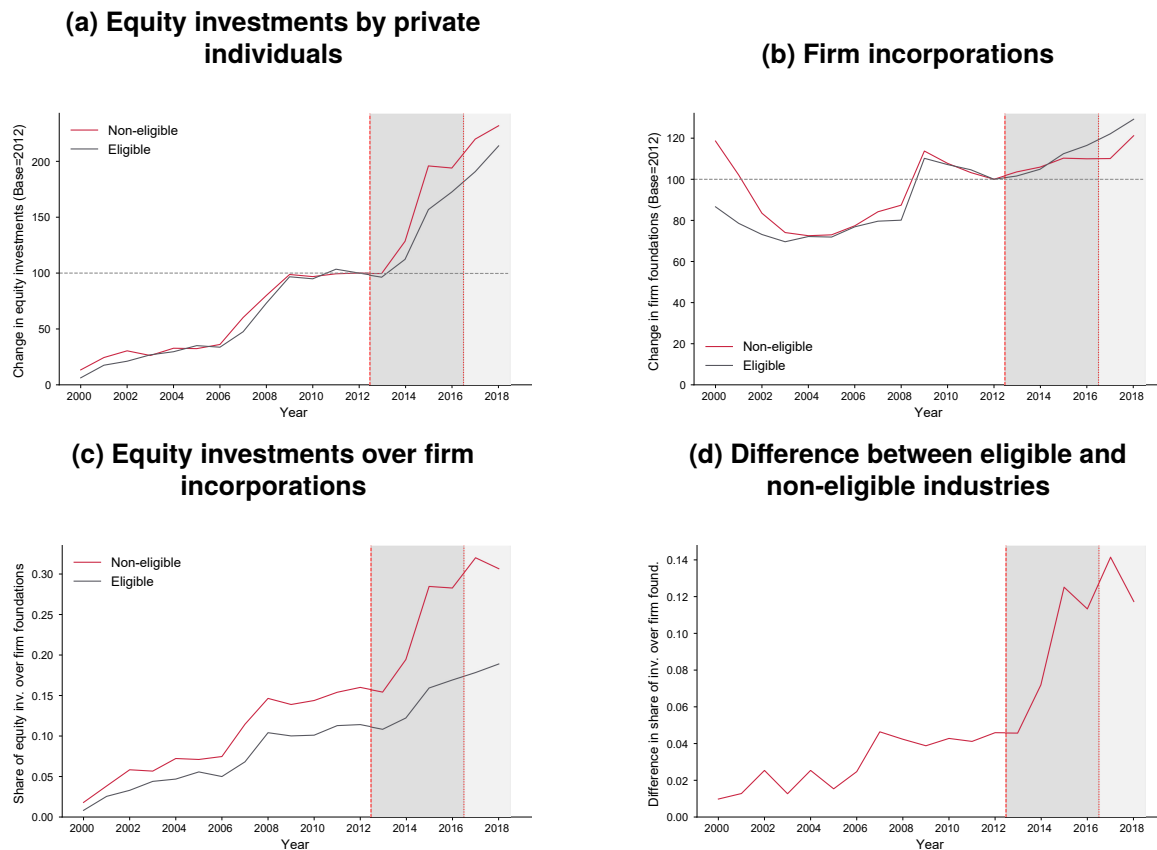 (a) Equity investments by private
individuals
Change in equity investments (Base=2012)
Non-eligible
Eligible
200
150
100
50
0
2000 2002 2004 2006 2008 2010 2012 2014 2016 2018
Year
(b) Firm incorporations
Change in firm foundations (Base=2012)
120
100
80
60
40
20
0
Non-eligible
Eligible
2000 2002 2004 2006 2008 2010 2012 2014 2016 2018
Year
(c) Equity investments over firm
incorporations
Share of equity inv. over firm foundations
Non-eligible
Eligible
0.30
0.25
0.20
0.15
0.10
0.05
0.00
2000 2002 2004 2006 2008 2010 2012 2014 2016 2018
Year
(d) Difference between eligible and
non-eligible industries
Difference in share of inv. over firm found.
0.14
0.12
0.10
0.08
0.06
0.04
0.02
0.00
2000 2002 2004 2006 2008 2010 2012 2014 2016 2018
Year